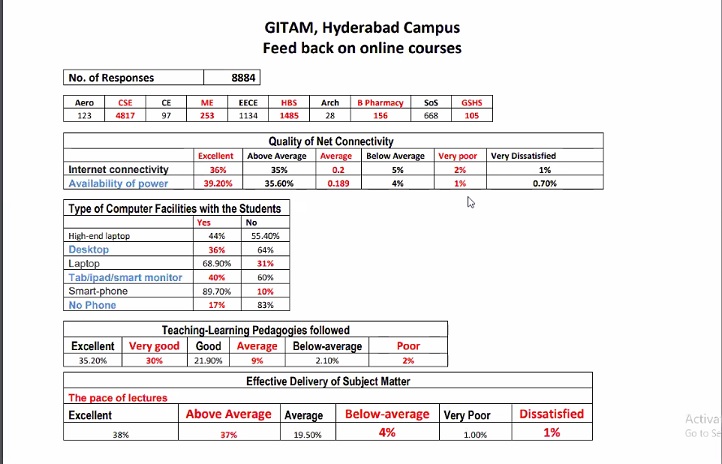 GITAM, Hyderabad Campus
Feed back on online courses
No. of Responses 8884
Aero CSE CE ME EECE HBS Arch B Pharmacy SoS GSHS
123 4817 97 253 1134 1485 28 156 668 105
Quality of Net Connectivity
Excellent Above Average Average Below Average Very poor Very Dissatisfied
Internet connectivity 36% 35% 0.2 5% 2% 1%
Availability of power 39.20% 35.60% 0.189 4% 1% 0.70%
Type of Computer Facilities with the Students
Yes No
High-end laptop 44% 55.40%
Desktop 36% 64%
Laptop 68.90% 31%
Tab/ipad/smart monitor 40% 60%
Smart-phone 89.70% 10%
No Phone 17% 83%
Teaching-Learning Pedagogies followed
Excellent Very good Good Average Below-average Poor
35.20% 30% 21.90% 9% 2.10% 2%
Effective Delivery of Subject Matter
The pace of lectures
Excellent Above Average Average Below-average Very Poor Dissatisfied
38% 37% 19.50% 4% 1.00% 1%
Activa
Go to Se